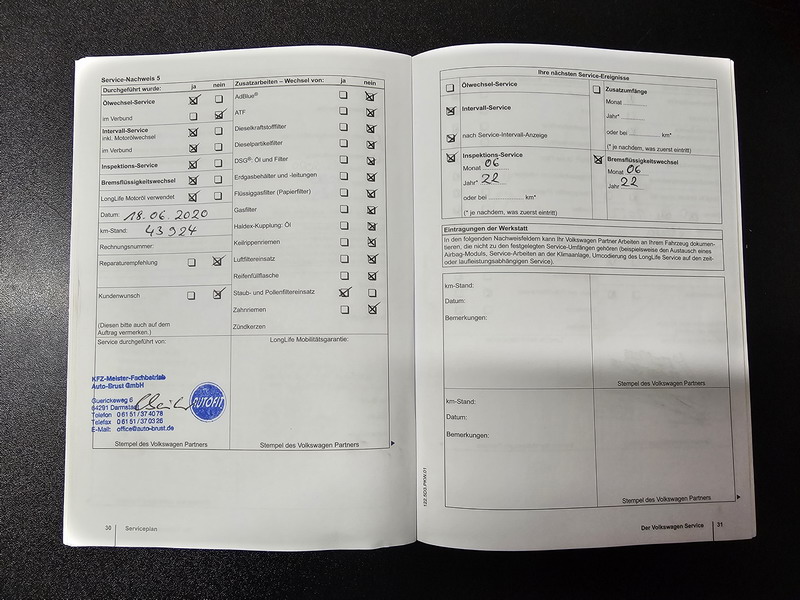 Service-Nachweis 5
Durchgeführt wurde: ja nein
Ölwechsel-Service
im Verbund
Intervall-Service
inkl. Motorölwechsel
im Verbund
Inspektions-Service
Bremsflüssigkeitswechsel
LongLife Motoröl verwendet
Datum: 18.06.2020
km-Stand: 43924
Rechnungsnummer:
Reparaturempfehlung
Kundenwunsch
(Diesen bitte auch auf dem
Auftrag vermerken.)
Zusatzarbeiten – Wechsel von: ja nein
AdBlue®
ATF
Dieselkraftstofffilter
Dieselpartikelfilter
DSG®: Öl und Filter
Erdgasbehälter und -leitungen
Flüssiggasfilter (Papierfilter)
Gasfilter
Haldex-Kupplung: Öl
Keilrippenriemen
Luftfiltereinsatz
Reifenfüllflasche
Staub- und Pollenfiltereinsatz
Zahnriemen
Zündkerzen
Service durchgeführt von:
KFZ-Meister-Fachbetrieb
Auto-Brust GmbH
Guerickeweg 6
64291 Darmstadt
Telefon 0 61 51 / 37 40 78
Telefax 0 61 51 / 37 03 26
E-Mail: office@auto-brust.de
AUTOFIT
Stempel des Volkswagen Partners
LongLife Mobilitätsgarantie:
Stempel des Volkswagen Partners
30 Serviceplan
Ihre nächsten Service-Ereignisse
Ölwechsel-Service
Intervall-Service
nach Service-Intervall-Anzeige
Zusatzumfänge
Monat
Jahr*
oder bei km*
(* je nachdem, was zuerst eintritt)
Inspektions-Service
Monat 06
Jahr* 22
oder bei km*
(* je nachdem, was zuerst eintritt)
Bremsflüssigkeitswechsel
Monat 06
Jahr 22
Eintragungen der Werkstatt
In den folgenden Nachweisfeldern kann Ihr Volkswagen Partner Arbeiten an Ihrem Fahrzeug dokumen-
tieren, die nicht zu den festgelegten Service-Umfängen gehören (beispielsweise den Austausch eines
Airbag-Moduls, Service-Arbeiten an der Klimaanlage, Umcodierung des LongLife Service auf den zeit-
oder laufleistungsabhängigen Service).
km-Stand:
Datum:
Bemerkungen:
Stempel des Volkswagen Partners
km-Stand:
Datum:
Bemerkungen:
Stempel des Volkswagen Partners
122.5D3.PKN.01
Der Volkswagen Service 31